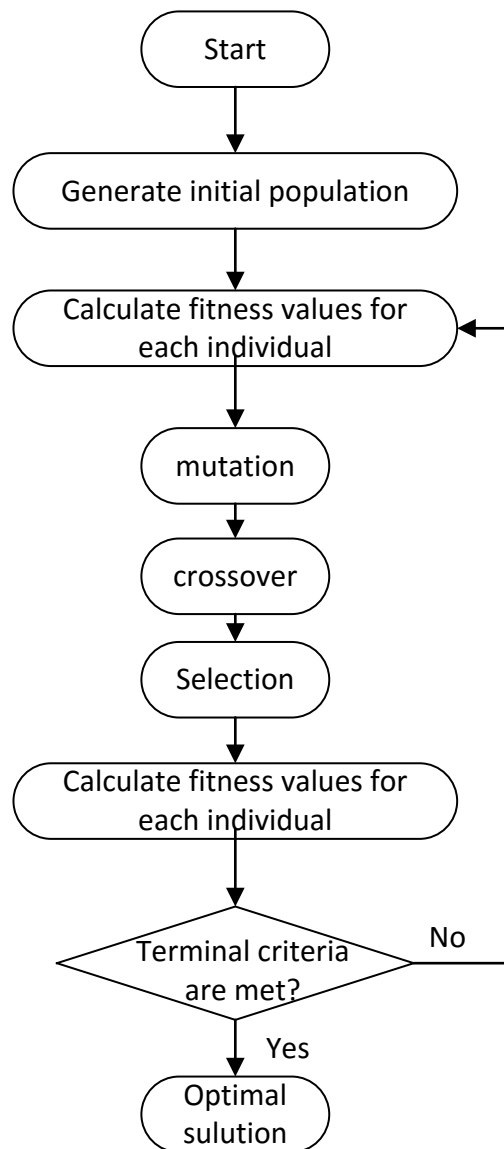 Start
Generate initial population
Calculate fitness values for
each individual
mutation
crossover
Selection
Calculate fitness values for
each individual
Terminal criteria
are met?
No
Yes
Optimal
sulution